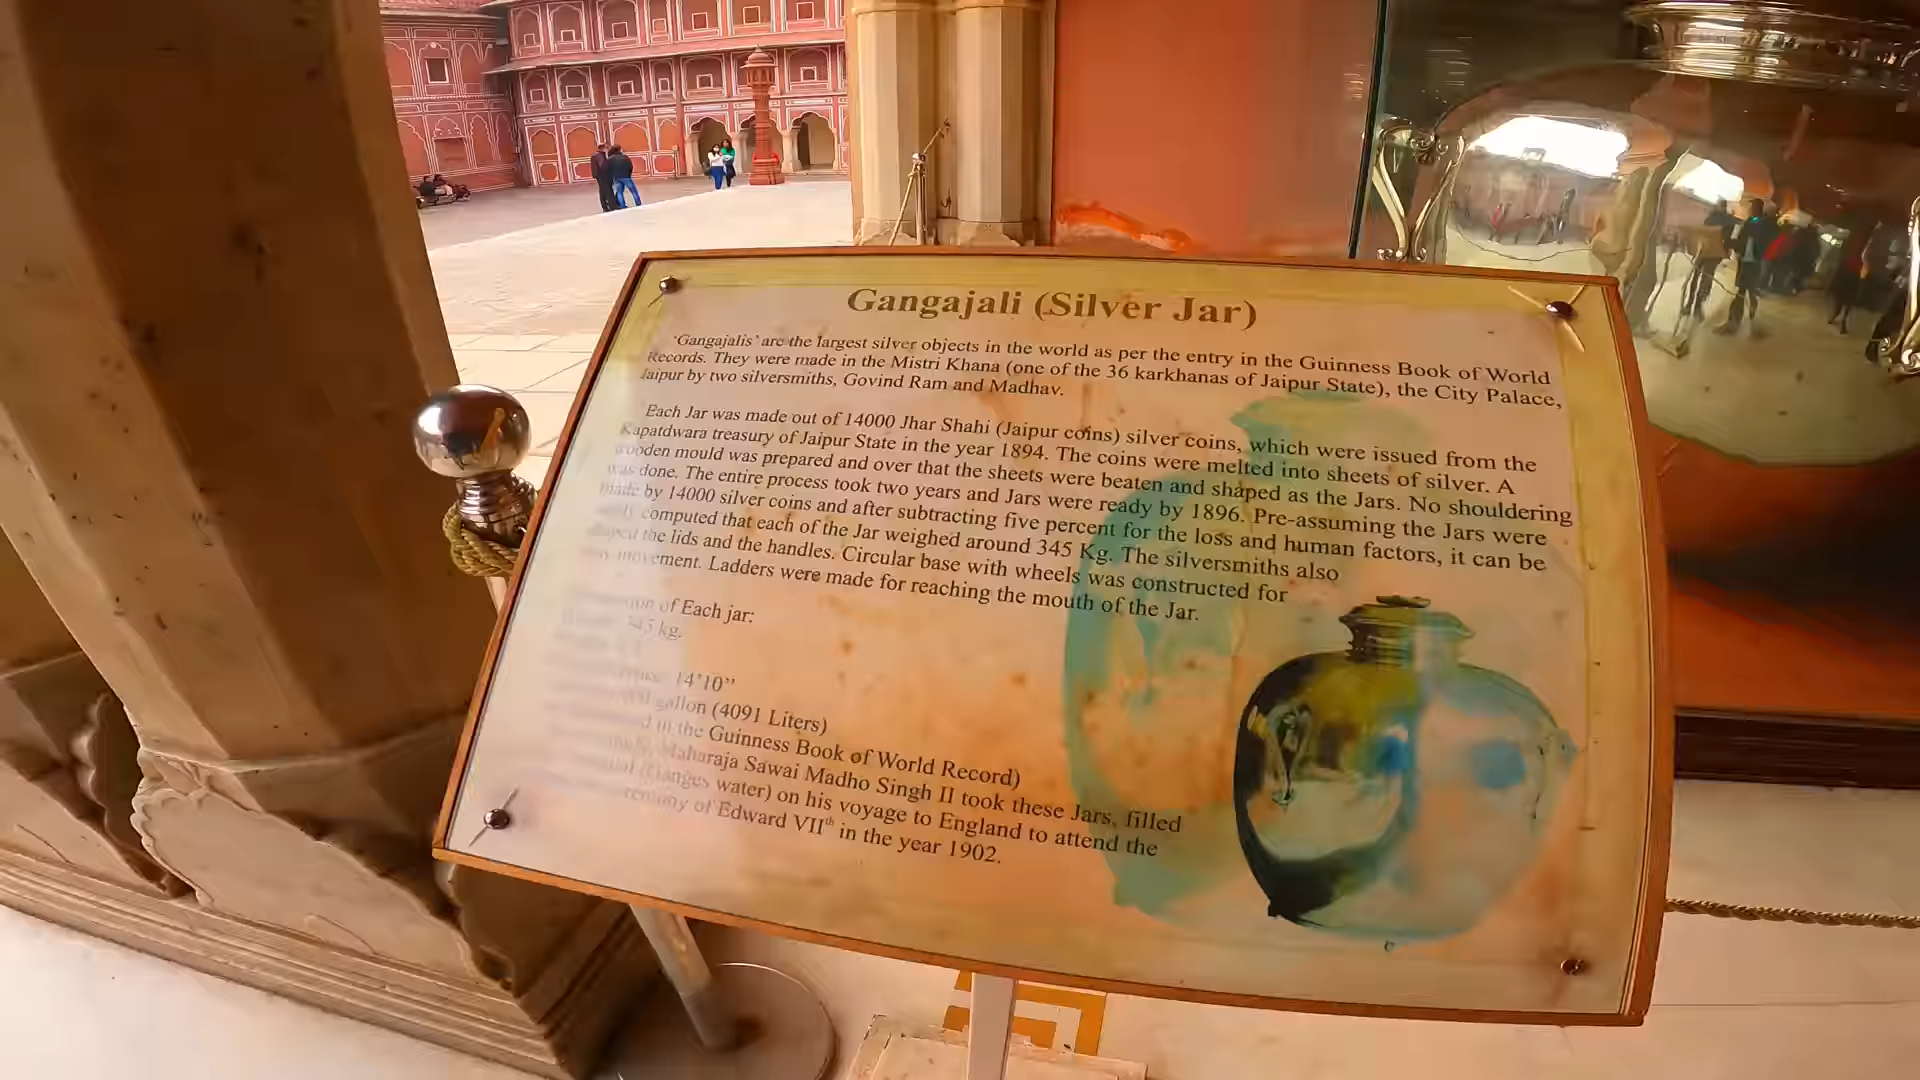 Gangajali (Silver Jar)
'Gangajalis' are the largest silver objects in the world as per the entry in the Guinness Book of World
Records. They were made in the Mistri Khana (one of the 36 karkhanas of Jaipur State), the City Palace,
Jaipur by two silversmiths, Govind Ram and Madhav.
Each Jar was made out of 14000 Jhar Shahi (Jaipur coins) silver coins, which were issued from the
Kapatdwara treasury of Jaipur State in the year 1894. The coins were melted into sheets of silver. A
wooden mould was prepared and over that the sheets were beaten and shaped as the Jars. No shouldering
was done. The entire process took two years and Jars were ready by 1896. Pre-assuming the Jars were
made by 14000 silver coins and after subtracting five percent for the loss and human factors, it can be
computed that each of the Jar weighed around 345 Kg. The silversmiths also
the lids and the handles. Circular base with wheels was constructed for
movement. Ladders were made for reaching the mouth of the Jar.
of Each jar:
345 kg.
14'10"
gallon (4091 Liters)
in the Guinness Book of World Record)
Maharaja Sawai Madho Singh II took these Jars, filled
(Ganges water) on his voyage to England to attend the
of Edward VIIth in the year 1902.